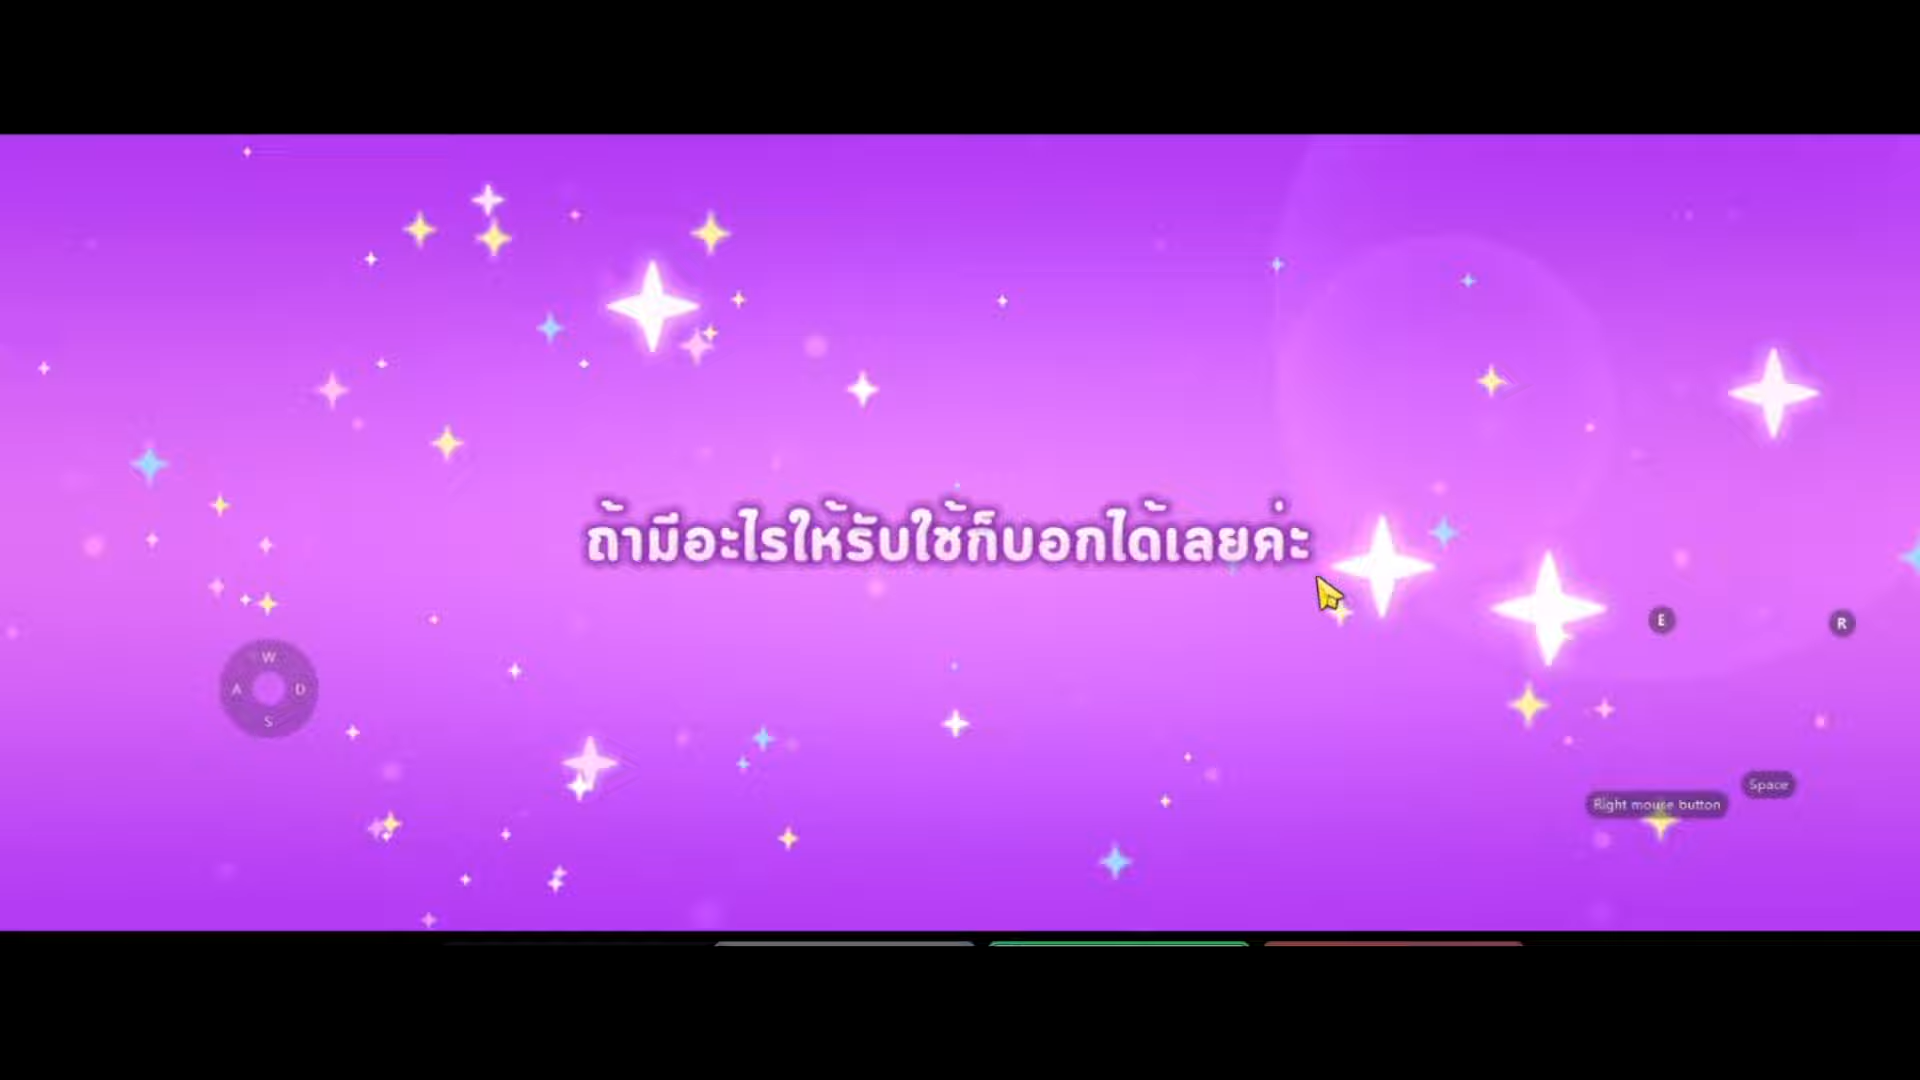 ถ้ามีอะไรให้รับใช้ก็บอกได้เลยค่ะ
E
R
W
A D
S
Space
Right mouse button